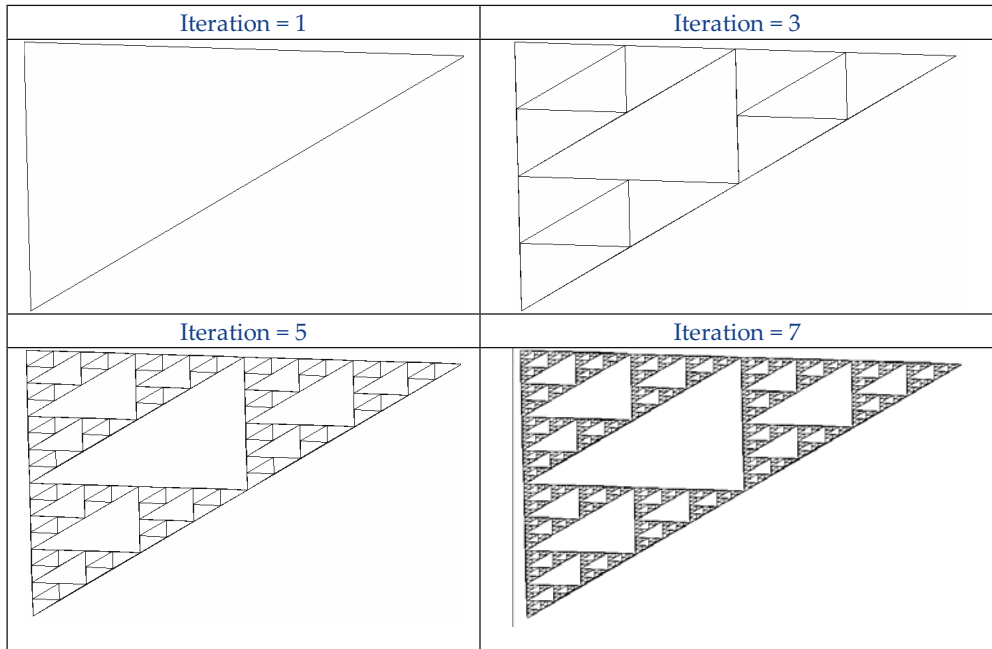 Iteration = 1
Iteration = 3
Iteration = 5
Iteration = 7